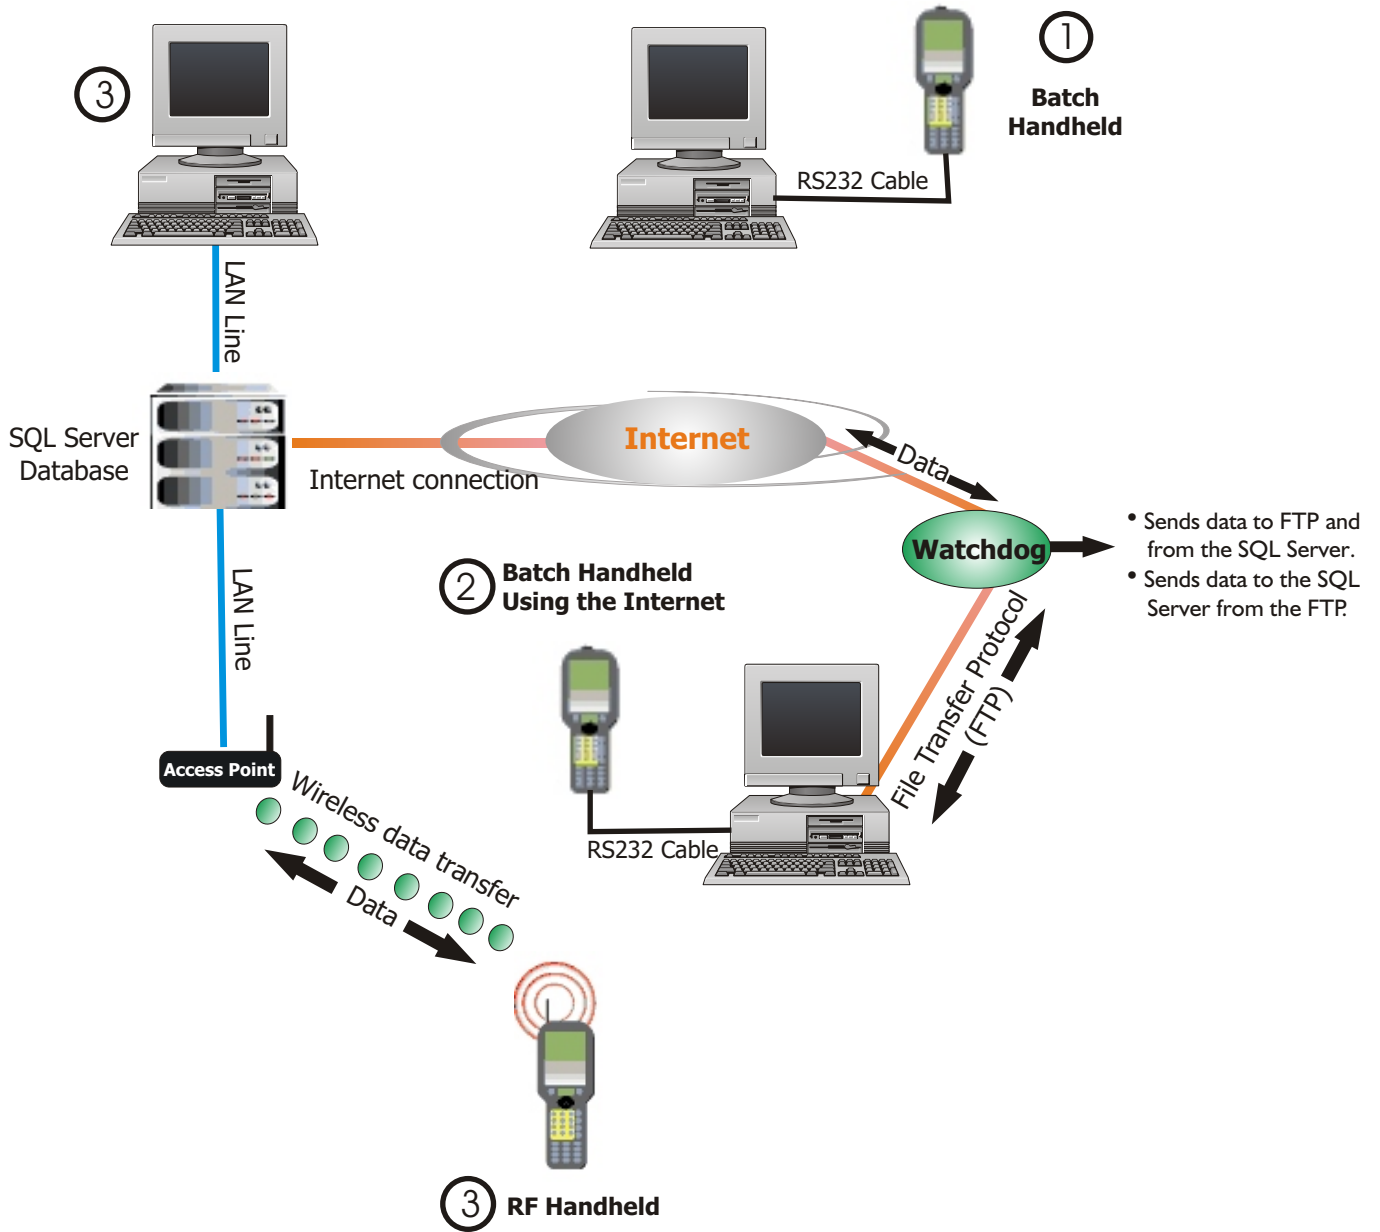 3
1
Batch
Handheld
RS232 Cable
LAN Line
SQL Server
Database
Internet
Internet connection
Data
Watchdog
• Sends data to FTP and
from the SQL Server.
• Sends data to the SQL
Server from the FTP.
2
Batch Handheld
Using the Internet
LAN Line
File Transfer Protocol
(FTP)
Access Point
Wireless data transfer
Data
RS232 Cable
3
RF Handheld